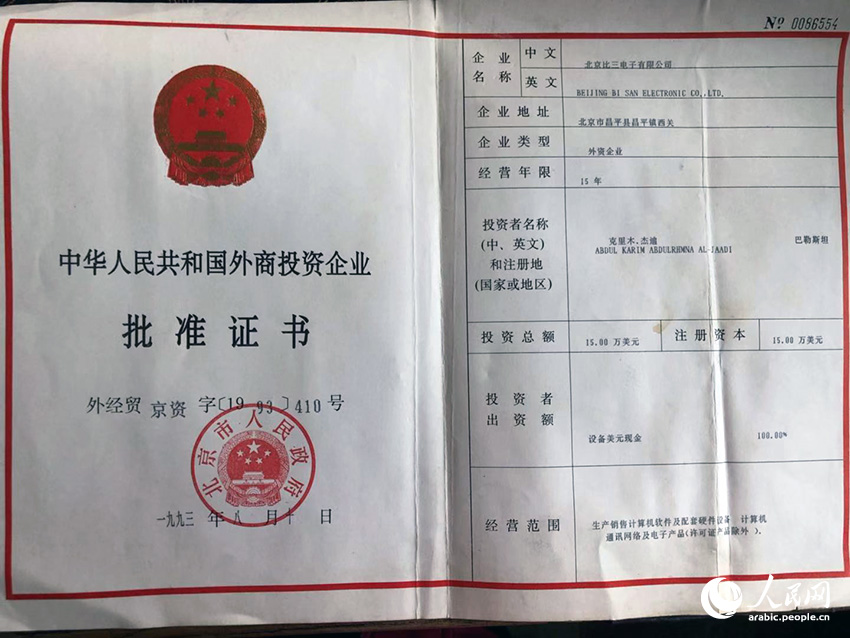 中华人民共和国外商投资企业
批准证书
外经贸 京资 字〔1993〕410号
北京市人民政府
一九九三 年 八 月 十 日
Nº 0086554
企业名称
中文
北京比三电子有限公司
英文
BEIJING BI SAN ELECTRONIC CO,.LTD,
企业地址
北京市昌平县昌平镇西关
企业类型
外资企业
经营年限
15 年
投资者名称
(中、英文)
和注册地
(国家或地区)
克里木.杰迪 巴勒斯坦
ABDUL KARIM ABDULRHMNA AL-JAADI
投资总额
15.00 万美元
注册资本
15.00 万美元
投资者
出资额
设备美元现金 100.00%
经营范围
生产销售计算机软件及配套硬件设备 计算机
通讯网络及电子产品(许可证产品除外 ).
人民网
arabic.people.cn